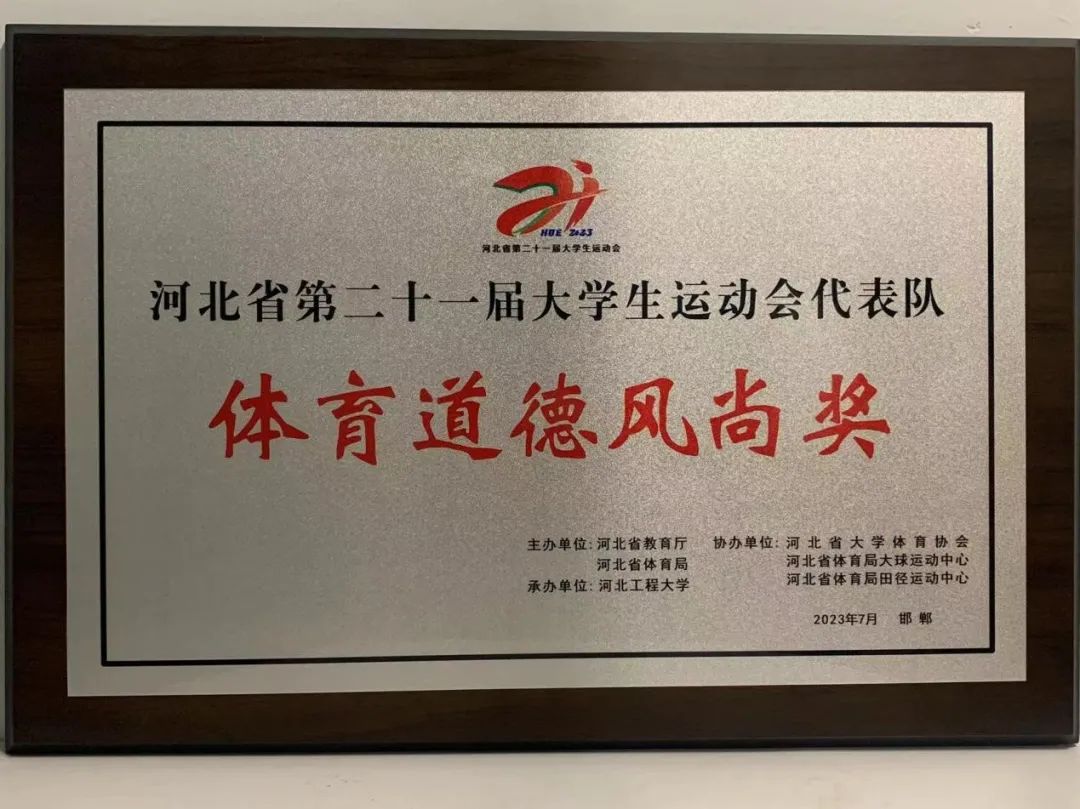 HUE 2023
河北省第二十一届大学生运动会
河北省第二十一届大学生运动会代表队
体育道德风尚奖
主办单位: 河北省教育厅
河北省体育局
承办单位: 河北工程大学
协办单位: 河北省大学体育协会
河北省体育局大球运动中心
河北省体育局田径运动中心
2023年7月 邯郸